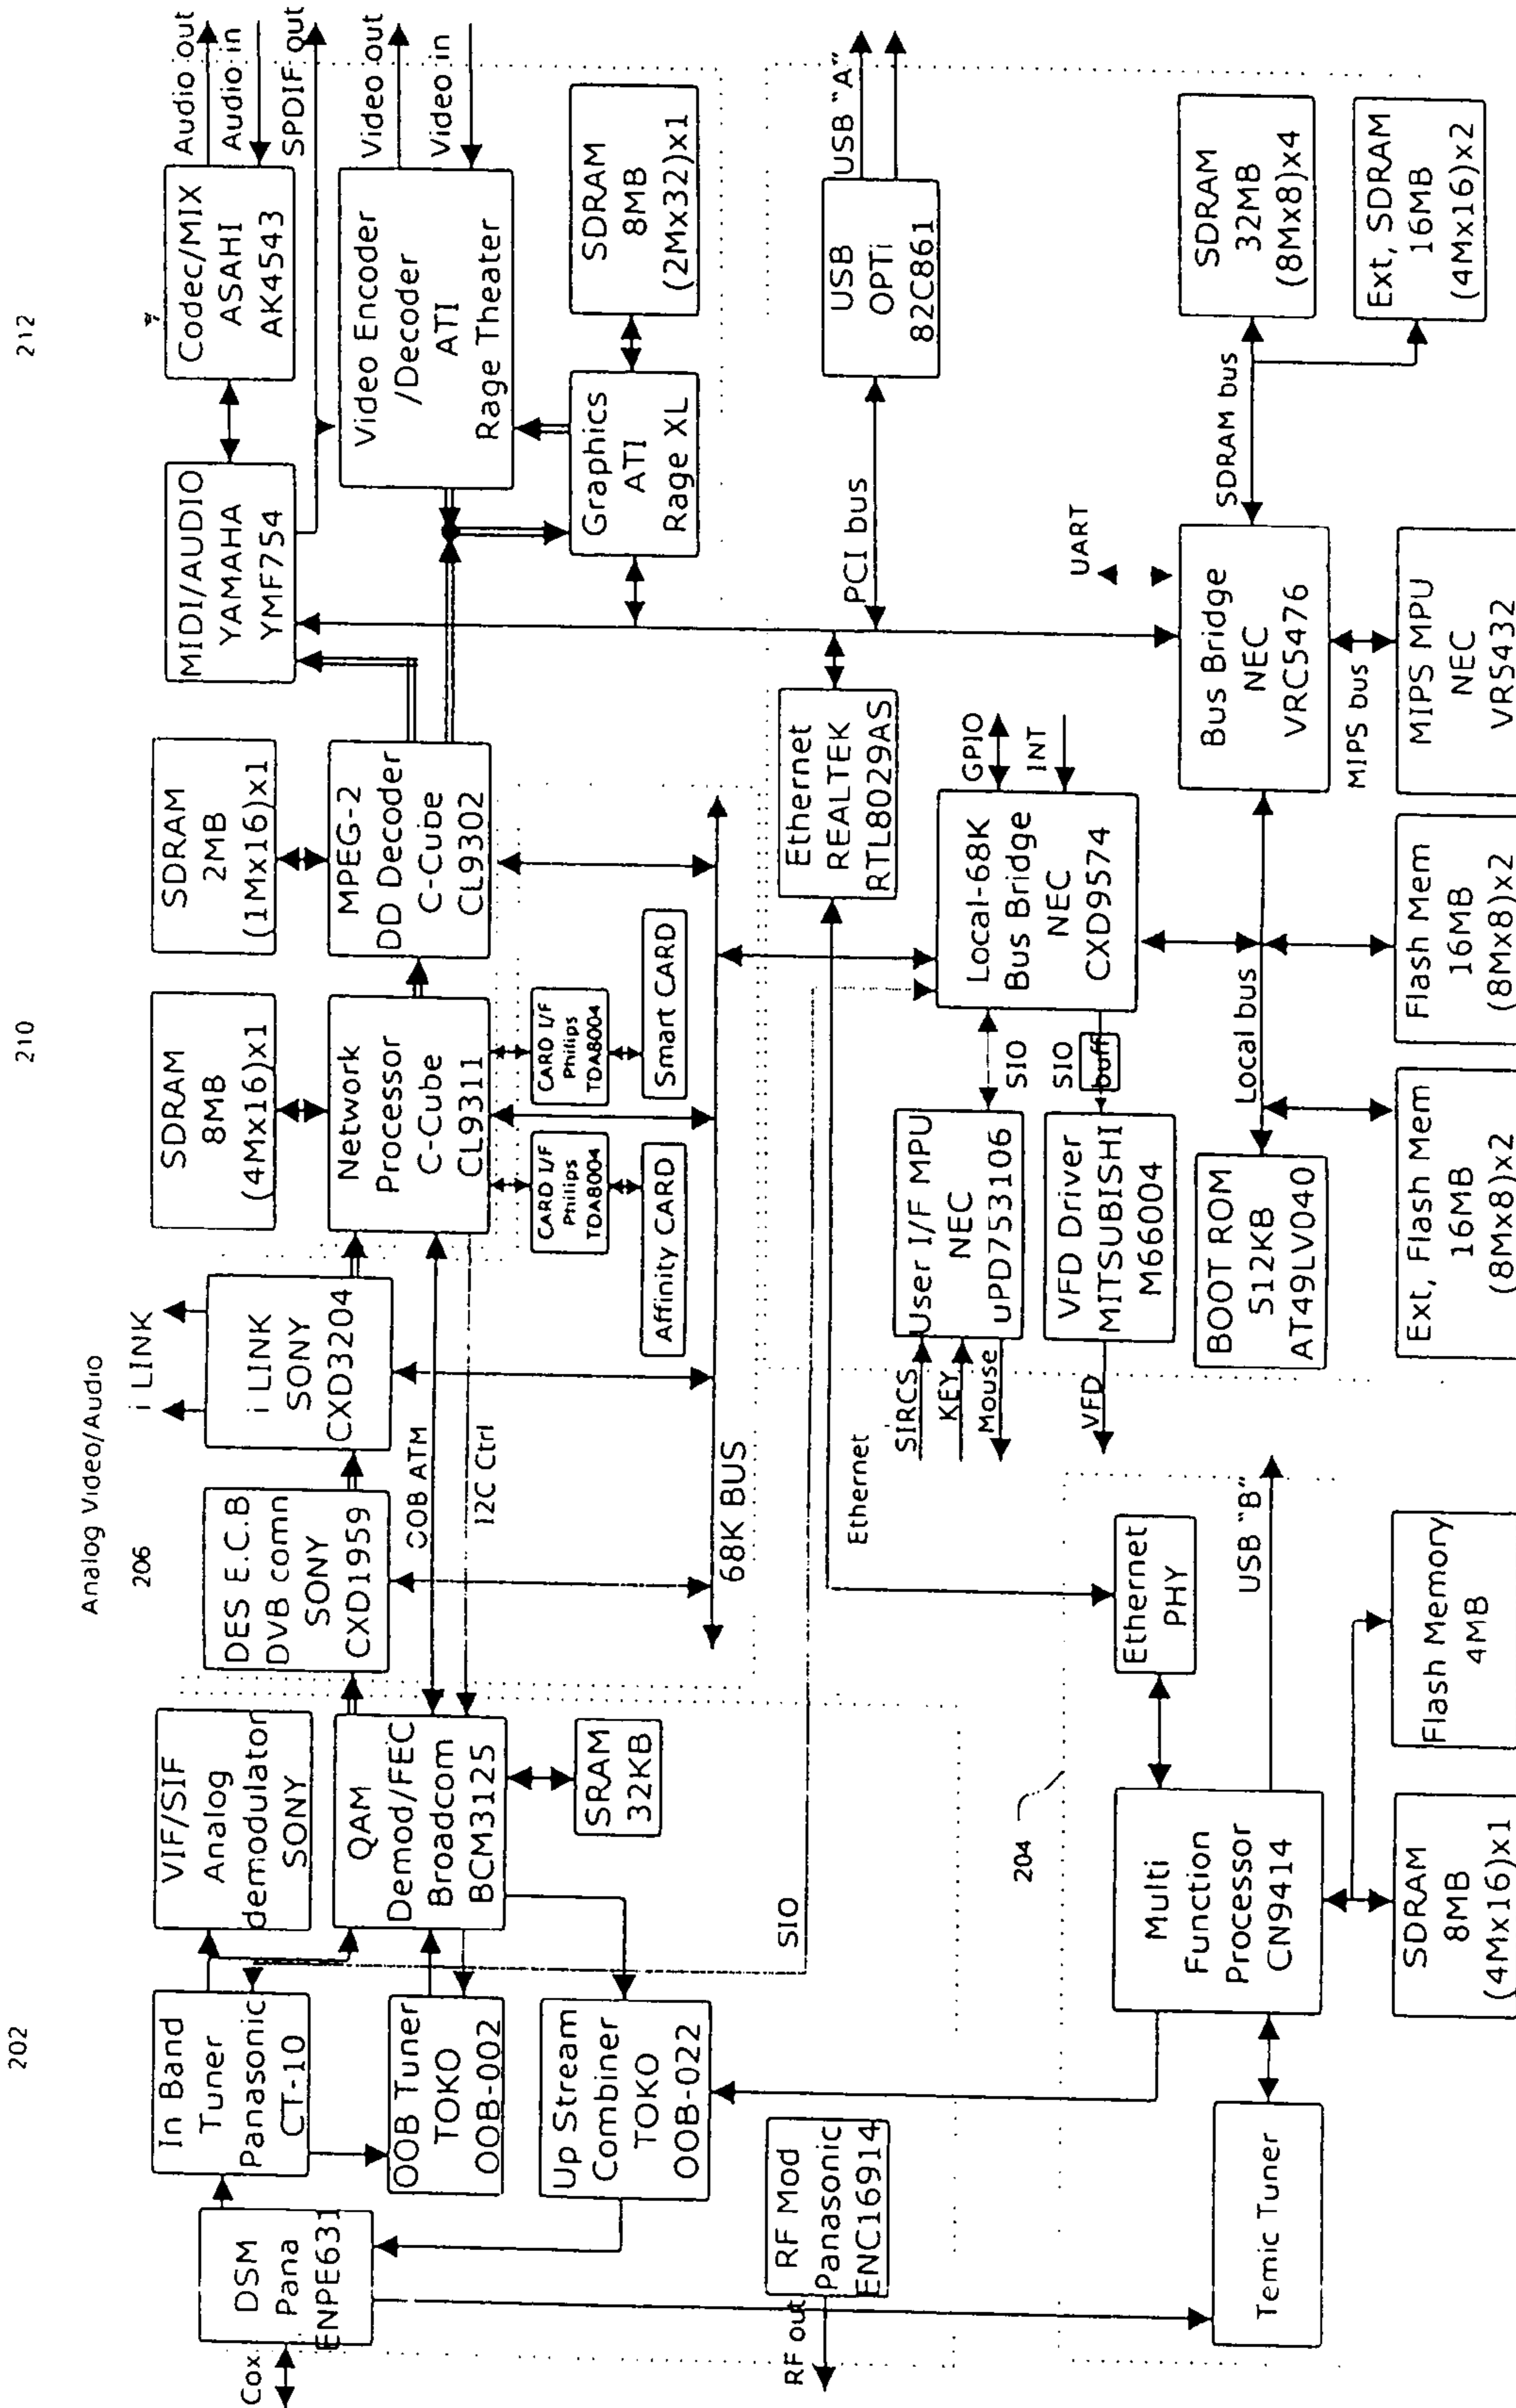 202
210
212
Analog Video/Audio
206
Cox.
DSM
Pana
ENPE631
In Band
Tuner
Panasonic
CT-10
OOB Tuner
TOKO
OOB-002
Up Stream
Combiner
TOKO
OOB-022
RF Mod
Panasonic
ENC16914
RF out
VIF/SIF
Analog
demodulator
SONY
QAM
Demod/FEC
Broadcom
BCM3125
SRAM
32KB
SIO
DES E.C.B
DVB comn
SONY
CXD1959
i LINK
i LINK
SONY
CXD3204
OOB ATM
I2C Ctrl
68K BUS
SDRAM
8MB
(4Mx16)x1
Network
Processor
C-Cube
CL9311
CARD I/F
Philips
TDA8004
Affinity CARD
CARD I/F
Philips
TDA8004
Smart CARD
SDRAM
2MB
(1Mx16)x1
MPEG-2
DD Decoder
C-Cube
CL9302
MIDI/AUDIO
YAMAHA
YMF754
Codec/MIX
ASAHI
AK4543
Audio out
Audio in
SPDIF out
Video Encoder
/Decoder
ATI
Rage Theater
Video out
Video in
Graphics
ATI
Rage XL
SDRAM
8MB
(2Mx32)x1
204
Temic Tuner
Multi
Function
Processor
CN9414
Ethernet
PHY
Ethernet
USB "B"
SDRAM
8MB
(4Mx16)x1
Flash Memory
4MB
SIRCS
KEY
Mouse
VFD
User I/F MPU
NEC
uPD753106
VFD Driver
MITSUBISHI
M66004
SIO
SIO
buff
Ethernet
REALTEK
RTL8029AS
Local-68K
Bus Bridge
NEC
CXD9574
GPIO
INT
PCI bus
USB
OPTi
82C861
USB "A"
UART
BOOT ROM
512KB
AT49LV040
Local bus
Bus Bridge
NEC
VRC5476
SDRAM bus
SDRAM
32MB
(8Mx8)x4
Ext, SDRAM
16MB
(4Mx16)x2
MIPS bus
Ext, Flash Mem
16MB
(8Mx8)x2
Flash Mem
16MB
(8Mx8)x2
MIPS MPU
NEC
VR5432